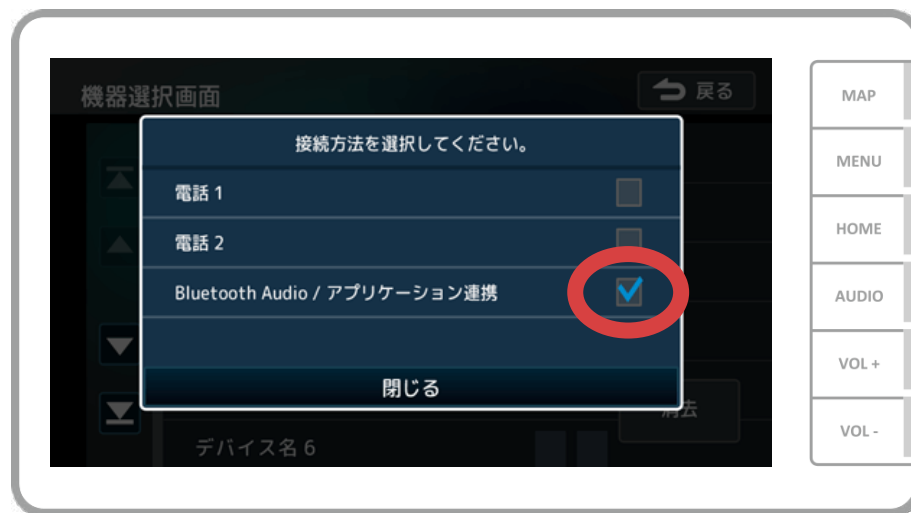 機器選択画面
戻る
接続方法を選択してください。
電話 1
電話 2
Bluetooth Audio / アプリケーション連携
閉じる
消去
デバイス名 6
MAP
MENU
HOME
AUDIO
VOL +
VOL -